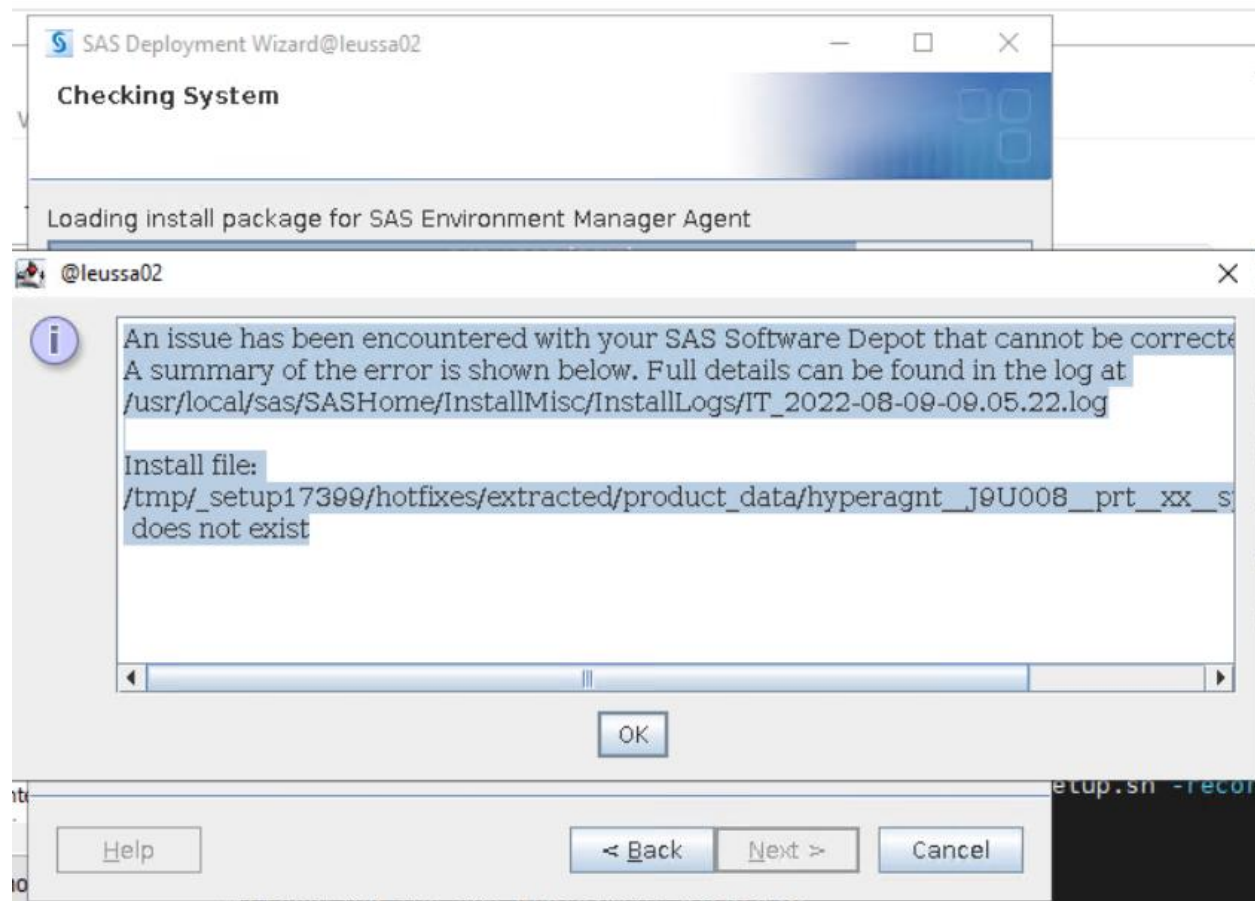 SAS Deployment Wizard@leussa02
Checking System
Loading install package for SAS Environment Manager Agent
@leussa02
An issue has been encountered with your SAS Software Depot that cannot be correcte
A summary of the error is shown below. Full details can be found in the log at
/usr/local/sas/SASHome/InstallMisc/InstallLogs/IT_2022-08-09-09.05.22.log
Install file:
/tmp/_setup17399/hotfixes/extracted/product_data/hyperagnt__J9U008__prt__xx__s
does not exist
OK
etup.sh -recor
Help
< Back
Next >
Cancel